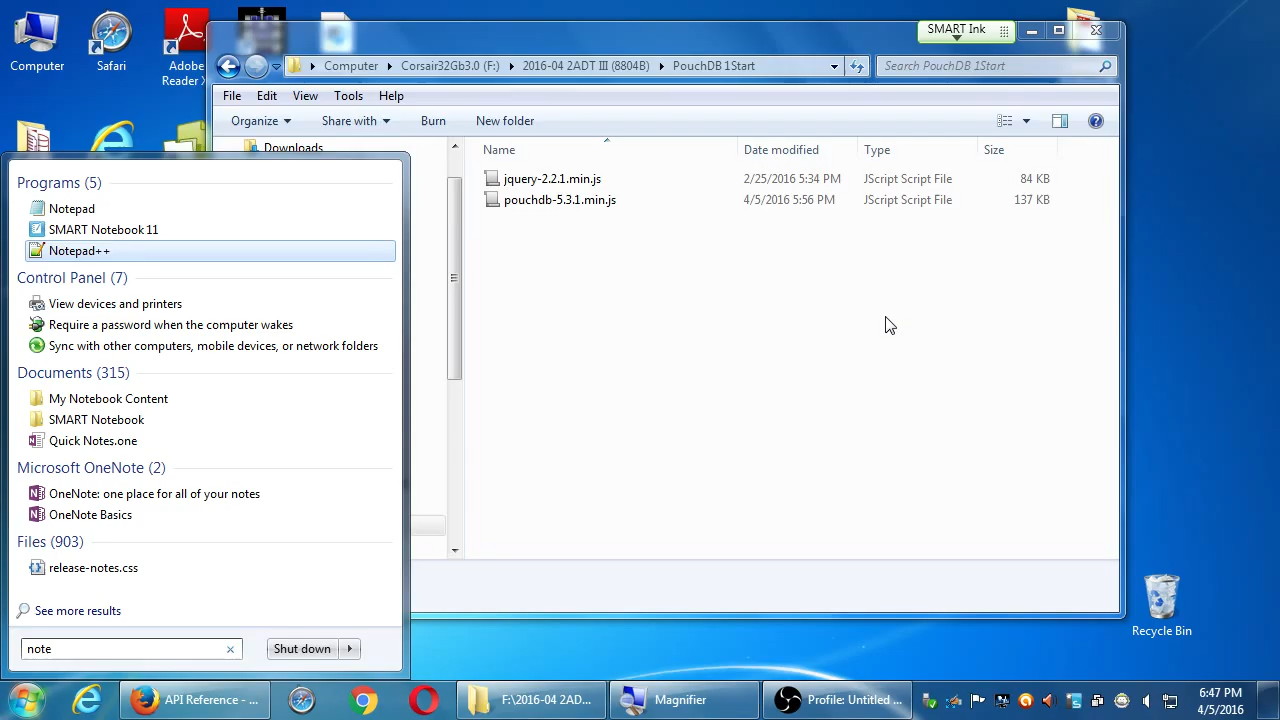 Computer
Safari
Adobe
Reader X
SMART Ink
Computer
Corsair32Gb3.0 (F:)
2016-04 2ADT III (8804B)
PouchDB 1Start
Search PouchDB 1Start
File Edit View Tools Help
Organize Share with Burn New folder
Downloads
Name Date modified Type Size
jquery-2.2.1.min.js 2/25/2016 5:34 PM JScript Script File 84 KB
pouchdb-5.3.1.min.js 4/5/2016 5:56 PM JScript Script File 137 KB
Programs (5)
Notepad
SMART Notebook 11
Notepad++
Control Panel (7)
View devices and printers
Require a password when the computer wakes
Sync with other computers, mobile devices, or network folders
Documents (315)
My Notebook Content
SMART Notebook
Quick Notes.one
Microsoft OneNote (2)
OneNote: one place for all of your notes
OneNote Basics
Files (903)
release-notes.css
See more results
note
Shut down
Recycle Bin
API Reference - ...
F:\2016-04 2AD...
Magnifier
Profile: Untitled ...
6:47 PM
4/5/2016